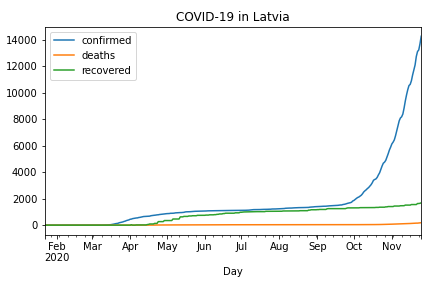 COVID-19 in Latvia
confirmed
deaths
recovered
14000
12000
10000
8000
6000
4000
2000
0
Feb Mar Apr May Jun Jul Aug Sep Oct Nov
2020
Day